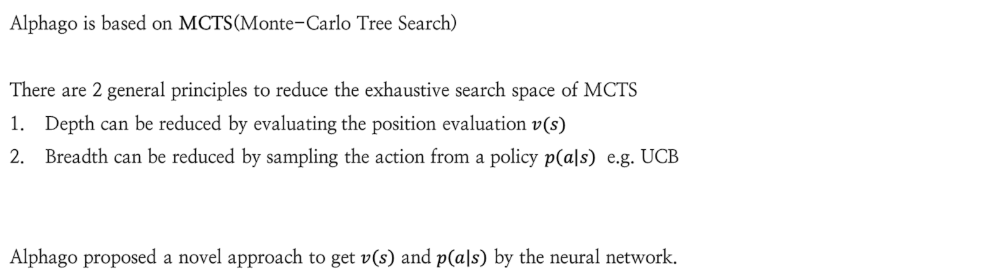 Alphago is based on MCTS(Monte-Carlo Tree Search)
There are 2 general principles to reduce the exhaustive search space of MCTS
1. Depth can be reduced by evaluating the position evaluation v(s)
2. Breadth can be reduced by sampling the action from a policy p(a|s) e.g. UCB
Alphago proposed a novel approach to get v(s) and p(a|s) by the neural network.